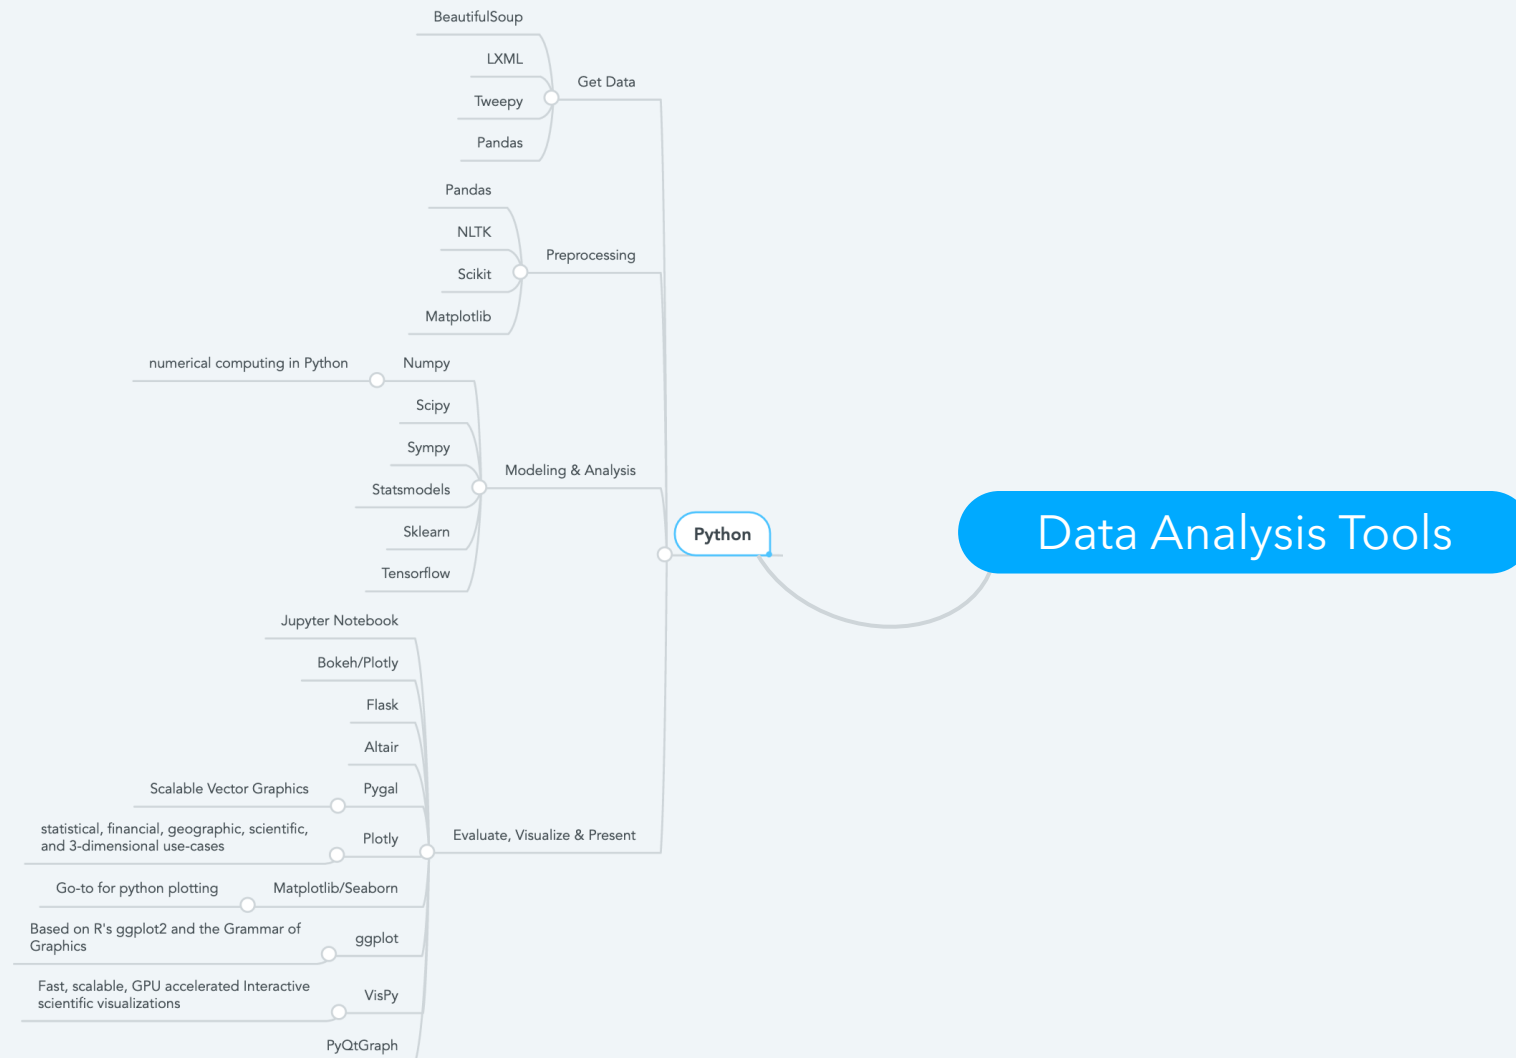 BeautifulSoup
LXML
Get Data
Tweepy
Pandas
Pandas
NLTK
Preprocessing
Scikit
Matplotlib
numerical computing in Python
Numpy
Scipy
Sympy
Modeling & Analysis
Statsmodels
Sklearn
Python
Data Analysis Tools
Tensorflow
Jupyter Notebook
Bokeh/Plotly
Flask
Altair
Scalable Vector Graphics
Pygal
statistical, financial, geographic, scientific,
and 3-dimensional use-cases
Plotly
Evaluate, Visualize & Present
Go-to for python plotting
Matplotlib/Seaborn
Based on R's ggplot2 and the Grammar of
Graphics
ggplot
Fast, scalable, GPU accelerated Interactive
scientific visualizations
VisPy
PyQtGraph